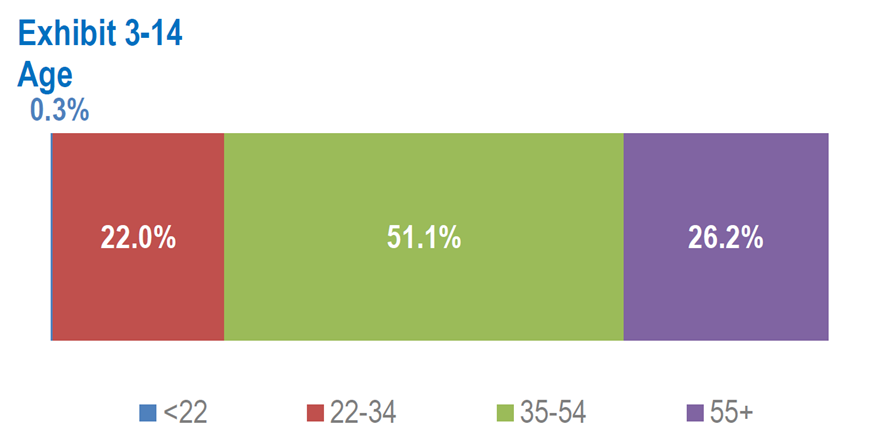 Exhibit 3-14
Age
0.3%
22.0% 51.1% 26.2%
<22 22-34 35-54 55+